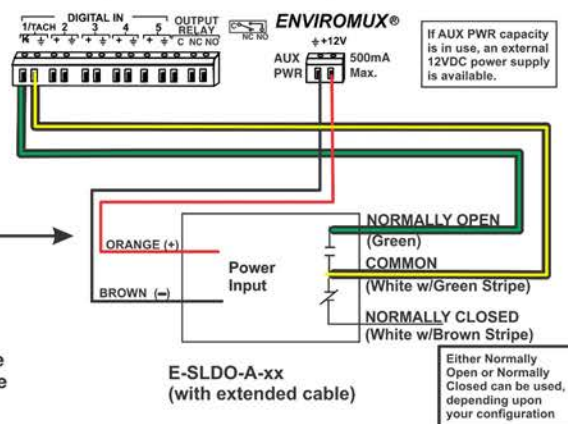 DIGITAL IN
1/TACH 2 3 4 5 OUTPUT
RELAY
C NC NO
C
NC NO
ENVIROMUX®
+12V
AUX
PWR
500mA
Max.
If AUX PWR capacity
is in use, an external
12VDC power supply
is available.
NORMALLY OPEN
(Green)
ORANGE (+)
COMMON
Power
Input
(White w/Green Stripe)
BROWN (−)
NORMALLY CLOSED
(White w/Brown Stripe)
E-SLDO-A-xx
(with extended cable)
Either Normally
Open or Normally
Closed can be used,
depending upon
your configuration